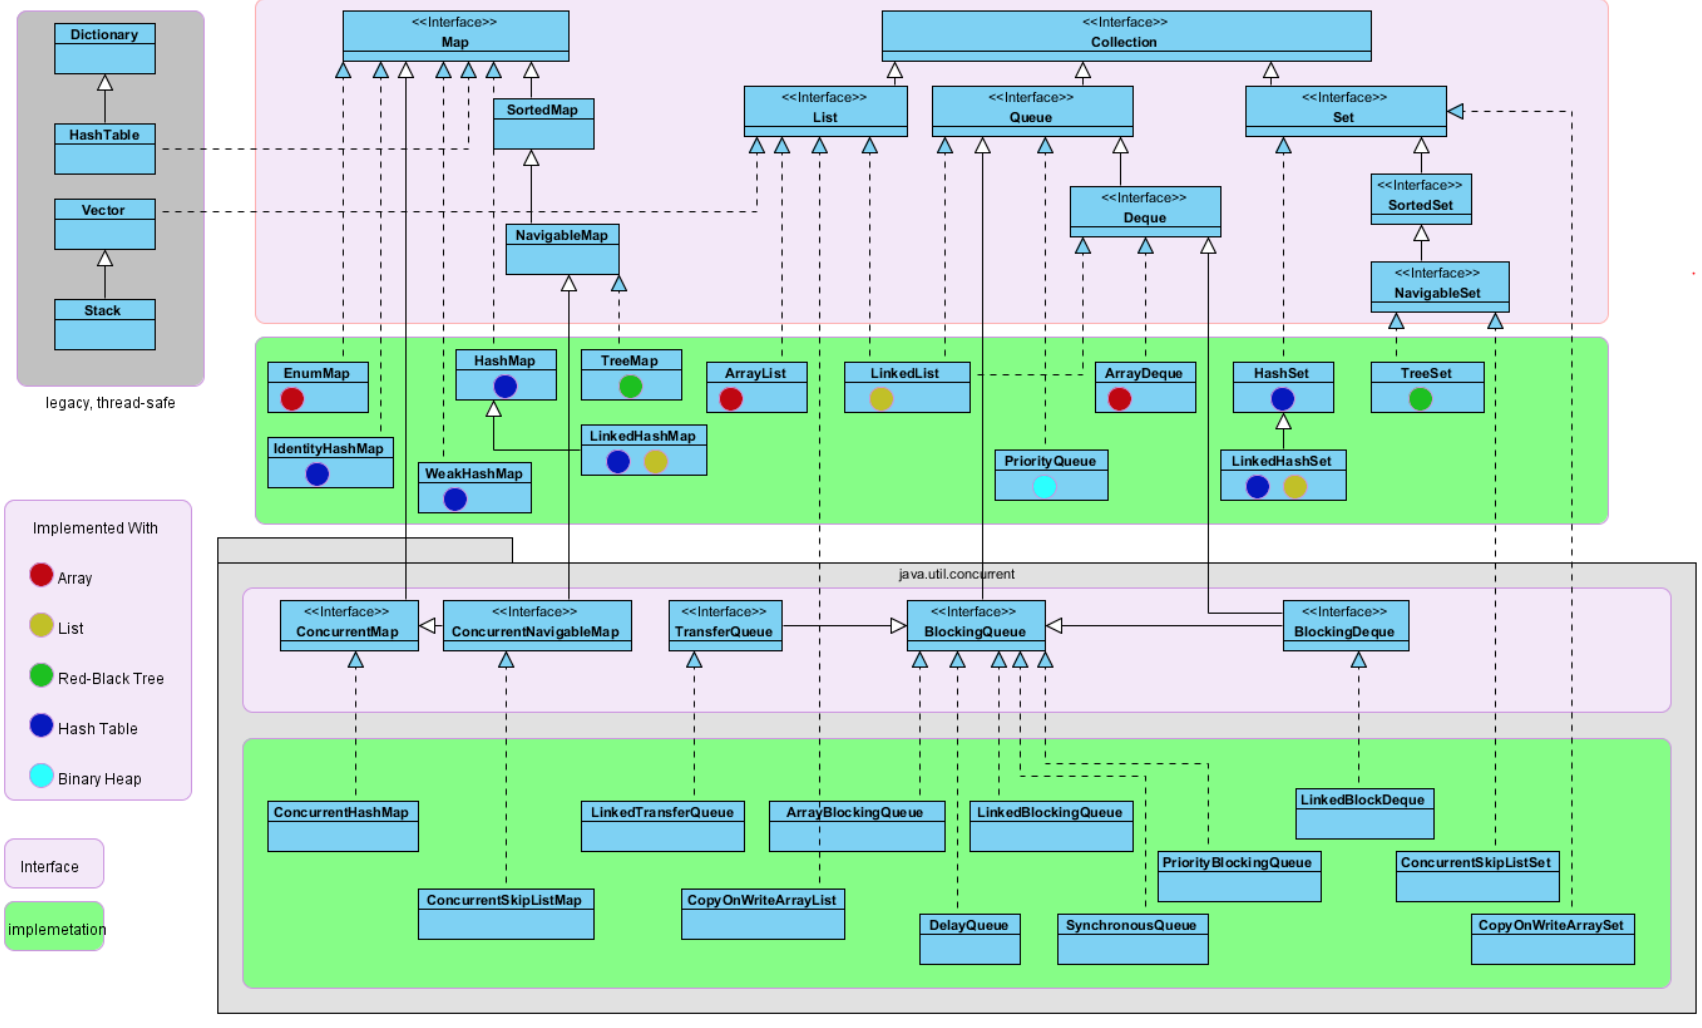 Dictionary
HashTable
Vector
Stack
legacy, thread-safe
<<Interface>>
Map
<<Interface>>
Collection
SortedMap
<<Interface>>
List
<<Interface>>
Queue
<<Interface>>
Set
<<Interface>>
Deque
<<Interface>>
SortedSet
NavigableMap
<<Interface>>
NavigableSet
EnumMap
HashMap
TreeMap
ArrayList
LinkedList
ArrayDeque
HashSet
TreeSet
IdentityHashMap
WeakHashMap
LinkedHashMap
PriorityQueue
LinkedHashSet
Implemented With
Array
List
Red-Black Tree
Hash Table
Binary Heap
Interface
implemetation
java.util.concurrent
<<Interface>>
ConcurrentMap
<<Interface>>
ConcurrentNavigableMap
<<Interface>>
TransferQueue
<<Interface>>
BlockingQueue
<<Interface>>
BlockingDeque
ConcurrentHashMap
LinkedTransferQueue
ArrayBlockingQueue
LinkedBlockingQueue
LinkedBlockDeque
PriorityBlockingQueue
ConcurrentSkipListSet
ConcurrentSkipListMap
CopyOnWriteArrayList
DelayQueue
SynchronousQueue
CopyOnWriteArraySet